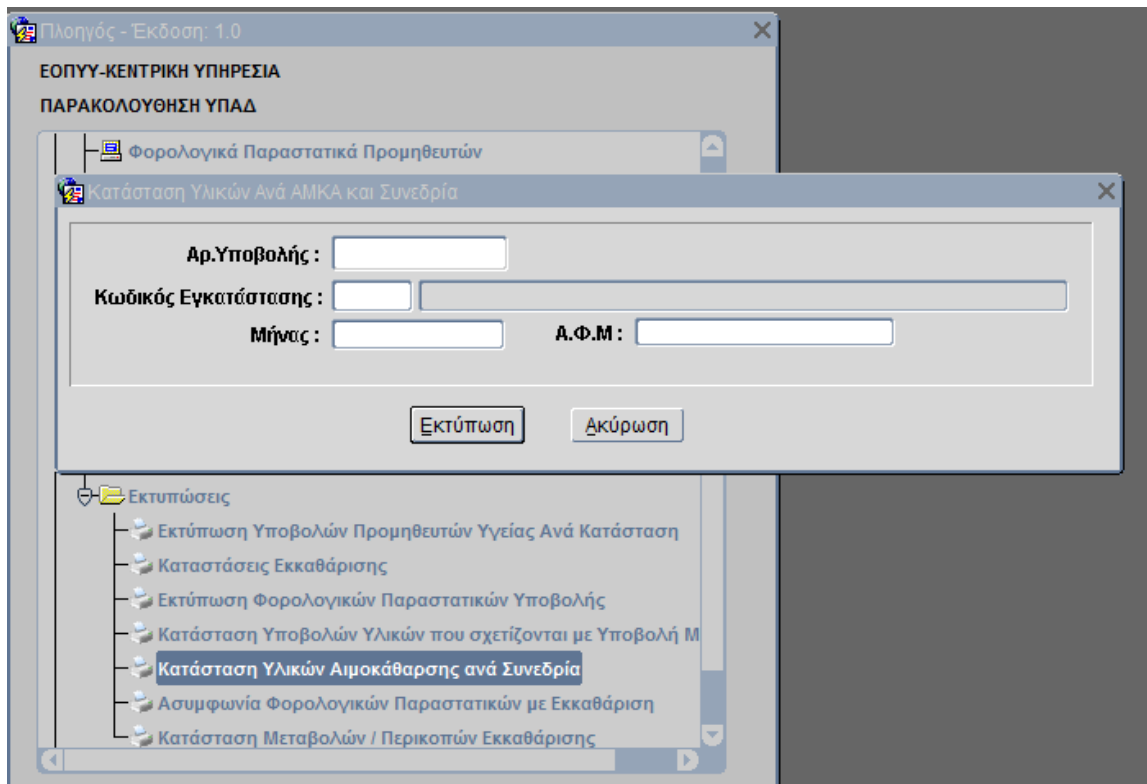 Πλοηγός - Έκδοση: 1.0
ΕΟΠΥΥ-ΚΕΝΤΡΙΚΗ ΥΠΗΡΕΣΙΑ
ΠΑΡΑΚΟΛΟΥΘΗΣΗ ΥΠΑΔ
Φορολογικά Παραστατικά Προμηθευτών
Κατάσταση Υλικών Ανά ΑΜΚΑ και Συνεδρία
Αρ.Υποβολής :
Κωδικός Εγκατάστασης :
Μήνας : Α.Φ.Μ :
Εκτύπωση Ακύρωση
Εκτυπώσεις
Εκτύπωση Υποβολών Προμηθευτών Υγείας Ανά Κατάσταση
Καταστάσεις Εκκαθάρισης
Εκτύπωση Φορολογικών Παραστατικών Υποβολής
Κατάσταση Υποβολών Υλικών που σχετίζονται με Υποβολή Μ
Κατάσταση Υλικών Αιμοκάθαρσης ανά Συνεδρία
Ασυμφωνία Φορολογικών Παραστατικών με Εκκαθάριση
Κατάσταση Μεταβολών / Περικοπών Εκκαθάρισης